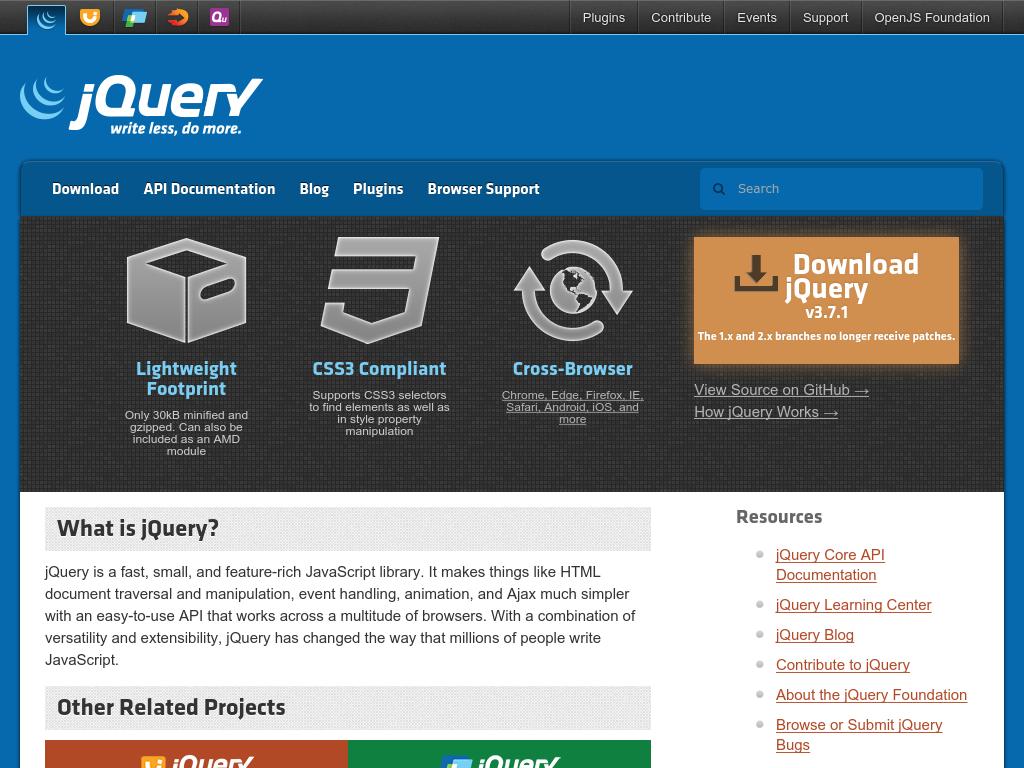 Qu
Plugins
Contribute
Events
Support
OpenJS Foundation
jQuery
write less, do more.
Download
API Documentation
Blog
Plugins
Browser Support
Search
Lightweight
Footprint
Only 30kB minified and
gzipped. Can also be
included as an AMD
module
CSS3 Compliant
Supports CSS3 selectors
to find elements as well as
in style property
manipulation
Cross-Browser
Chrome, Edge, Firefox, IE,
Safari, Android, iOS, and
more
Download
jQuery
v3.7.1
The 1.x and 2.x branches no longer receive patches.
View Source on GitHub →
How jQuery Works →
What is jQuery?
jQuery is a fast, small, and feature-rich JavaScript library. It makes things like HTML
document traversal and manipulation, event handling, animation, and Ajax much simpler
with an easy-to-use API that works across a multitude of browsers. With a combination of
versatility and extensibility, jQuery has changed the way that millions of people write
JavaScript.
Other Related Projects
jQuery
jQuery
Resources
jQuery Core API
Documentation
jQuery Learning Center
jQuery Blog
Contribute to jQuery
About the jQuery Foundation
Browse or Submit jQuery
Bugs